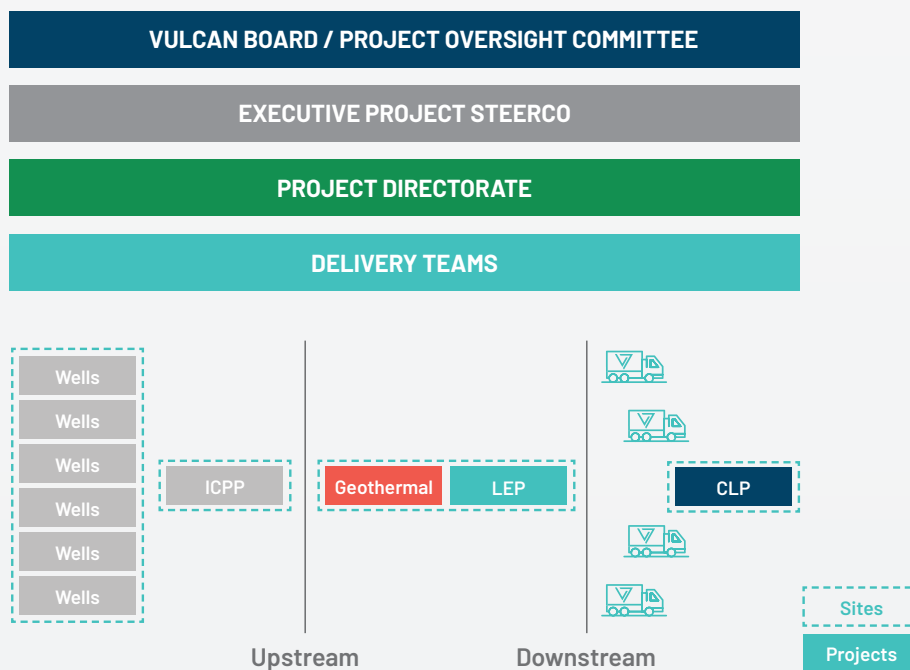 VULCAN BOARD / PROJECT OVERSIGHT COMMITTEE
EXECUTIVE PROJECT STEERCO
PROJECT DIRECTORATE
DELIVERY TEAMS
Wells
Wells
Wells
Wells
Wells
Wells
ICPP
Geothermal
LEP
CLP
Sites
Projects
Upstream
Downstream